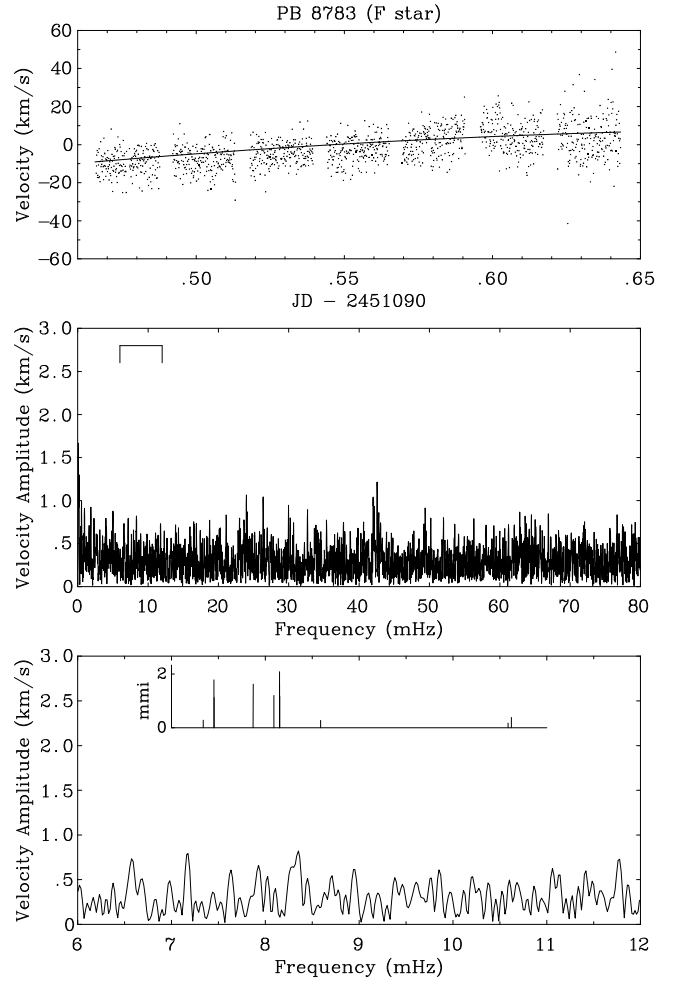 PB 8783 (F star)
60
40
20
0
−20
−40
−60
Velocity (km/s)
.50 .55 .60 .65
JD − 2451090
3.0
2.5
2.0
1.5
1.0
.5
0
Velocity Amplitude (km/s)
0 10 20 30 40 50 60 70 80
Frequency (mHz)
3.0
2.5
2.0
1.5
1.0
.5
0
Velocity Amplitude (km/s)
2
0
mmi
6 7 8 9 10 11 12
Frequency (mHz)